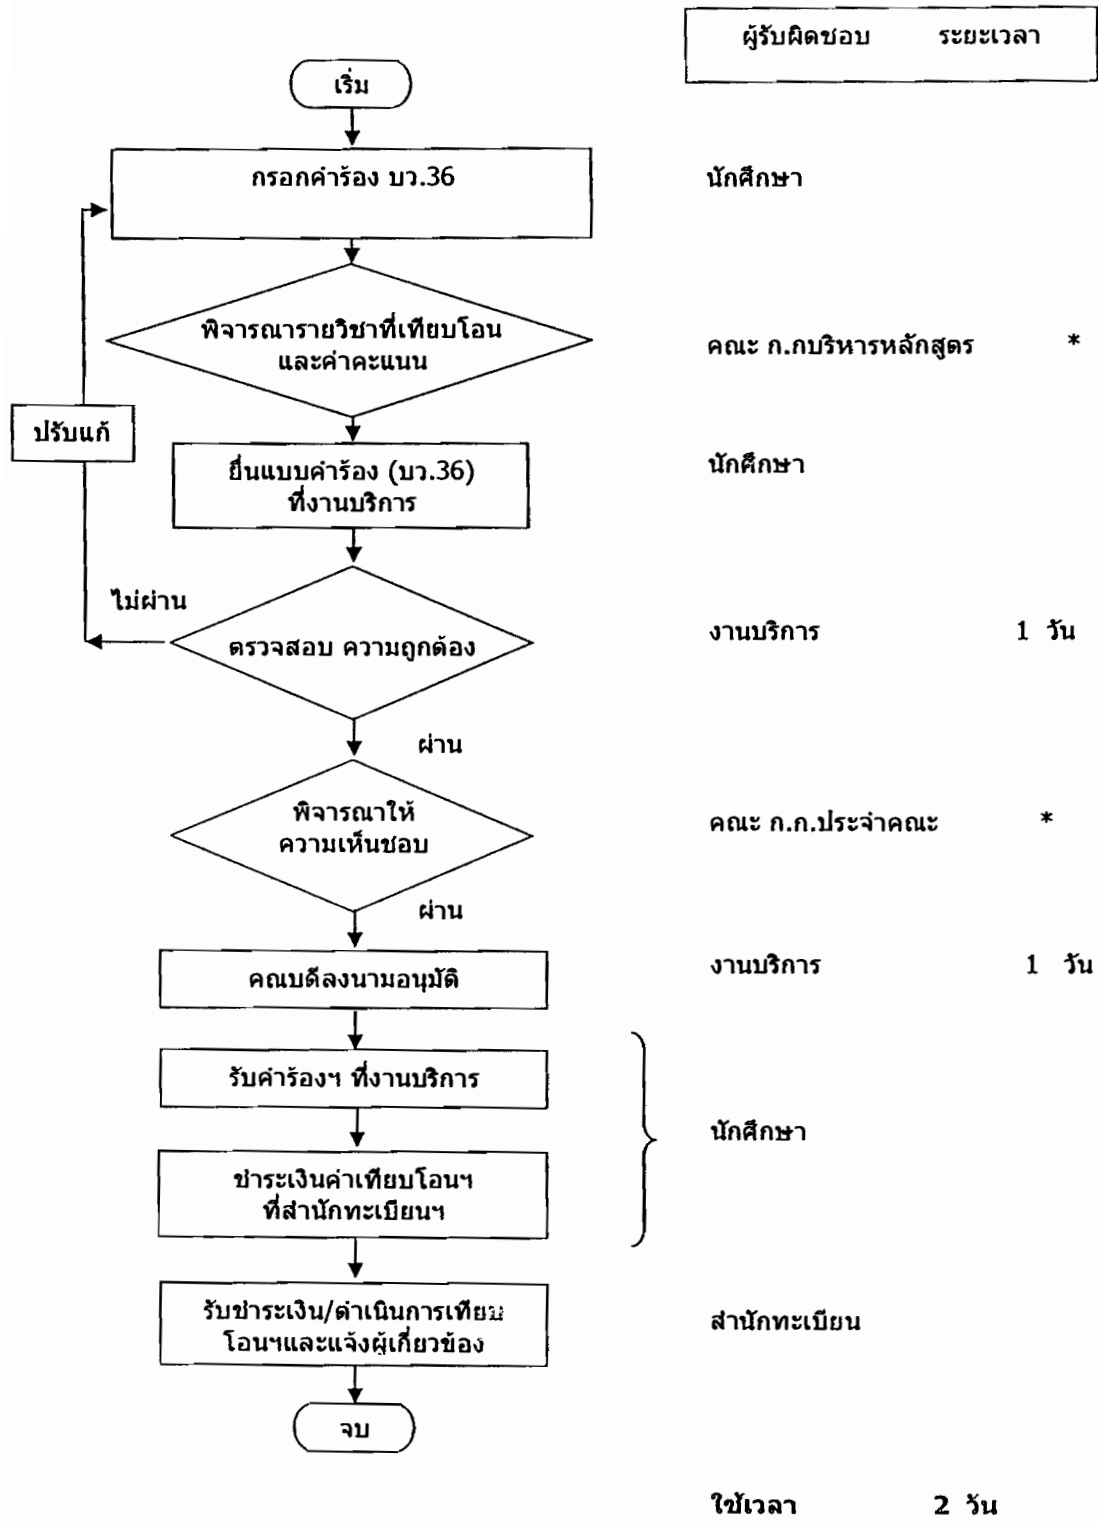 ผู้รับผิดชอบ ระยะเวลา
เริ่ม
กรอกคำร้อง บว.36
นักศึกษา
พิจารณารายวิชาที่เทียบโอน
และค่าคะแนน
คณะ ก.กบริหารหลักสูตร *
ปรับแก้
ยื่นแบบคำร้อง (บว.36)
ที่งานบริการ
นักศึกษา
ไม่ผ่าน
ตรวจสอบ ความถูกต้อง
งานบริการ 1 วัน
ผ่าน
พิจารณาให้
ความเห็นชอบ
คณะ ก.ก.ประจำคณะ *
ผ่าน
คณบดีลงนามอนุมัติ
งานบริการ 1 วัน
รับคำร้องฯ ที่งานบริการ
นักศึกษา
ชำระเงินค่าเทียบโอนฯ
ที่สำนักทะเบียนฯ
รับชำระเงิน/ดำเนินการเทียบ
โอนฯและแจ้งผู้เกี่ยวข้อง
สำนักทะเบียน
จบ
ใช้เวลา 2 วัน